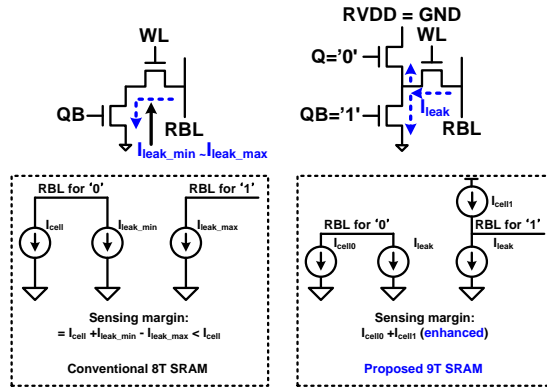 WL
QB
RBL
Ileak_min ~Ileak_max
RVDD = GND
WL
Q='0'
QB='1'
Ileak
RBL
RBL for '0'
RBL for '1'
Icell
Ileak_min
Ileak_max
Sensing margin:
= Icell +Ileak_min - Ileak_max < Icell
Conventional 8T SRAM
Icell1
RBL for '0'
RBL for '1'
Icell0
Ileak
Ileak
Sensing margin:
Icell0 +Icell1 (enhanced)
Proposed 9T SRAM